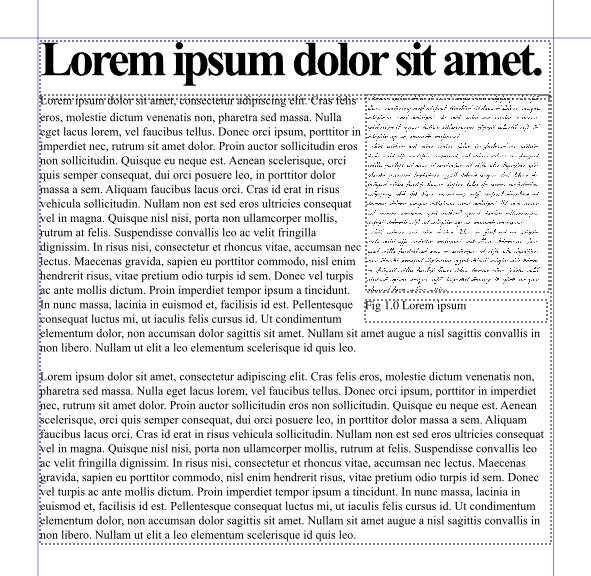 Lorem ipsum dolor sit amet.
Lorem ipsum dolor sit amet, consectetur adipiscing elit. Cras felis
eros, molestie dictum venenatis non, pharetra sed massa. Nulla
eget lacus lorem, vel faucibus tellus. Donec orci ipsum, porttitor in
imperdiet nec, rutrum sit amet dolor. Proin auctor sollicitudin eros
non sollicitudin. Quisque eu neque est. Aenean scelerisque, orci
quis semper consequat, dui orci posuere leo, in porttitor dolor
massa a sem. Aliquam faucibus lacus orci. Cras id erat in risus
vehicula sollicitudin. Nullam non est sed eros ultricies consequat
vel in magna. Quisque nisl nisi, porta non ullamcorper mollis,
rutrum at felis. Suspendisse convallis leo ac velit fringilla
dignissim. In risus nisi, consectetur et rhoncus vitae, accumsan nec
lectus. Maecenas gravida, sapien eu porttitor commodo, nisl enim
hendrerit risus, vitae pretium odio turpis id sem. Donec vel turpis
ac ante mollis dictum. Proin imperdiet tempor ipsum a tincidunt.
In nunc massa, lacinia in euismod et, facilisis id est. Pellentesque
consequat luctus mi, ut iaculis felis cursus id. Ut condimentum
elementum dolor, non accumsan dolor sagittis sit amet. Nullam sit amet augue a nisl sagittis convallis in
non libero. Nullam ut elit a leo elementum scelerisque id quis leo.
Fig 1.0 Lorem ipsum
Lorem ipsum dolor sit amet, consectetur adipiscing elit. Cras felis eros, molestie dictum venenatis non,
pharetra sed massa. Nulla eget lacus lorem, vel faucibus tellus. Donec orci ipsum, porttitor in imperdiet
nec, rutrum sit amet dolor. Proin auctor sollicitudin eros non sollicitudin. Quisque eu neque est. Aenean
scelerisque, orci quis semper consequat, dui orci posuere leo, in porttitor dolor massa a sem. Aliquam
faucibus lacus orci. Cras id erat in risus vehicula sollicitudin. Nullam non est sed eros ultricies consequat
vel in magna. Quisque nisl nisi, porta non ullamcorper mollis, rutrum at felis. Suspendisse convallis leo
ac velit fringilla dignissim. In risus nisi, consectetur et rhoncus vitae, accumsan nec lectus. Maecenas
gravida, sapien eu porttitor commodo, nisl enim hendrerit risus, vitae pretium odio turpis id sem. Donec
vel turpis ac ante mollis dictum. Proin imperdiet tempor ipsum a tincidunt. In nunc massa, lacinia in
euismod et, facilisis id est. Pellentesque consequat luctus mi, ut iaculis felis cursus id. Ut condimentum
elementum dolor, non accumsan dolor sagittis sit amet. Nullam sit amet augue a nisl sagittis convallis in
non libero. Nullam ut elit a leo elementum scelerisque id quis leo.